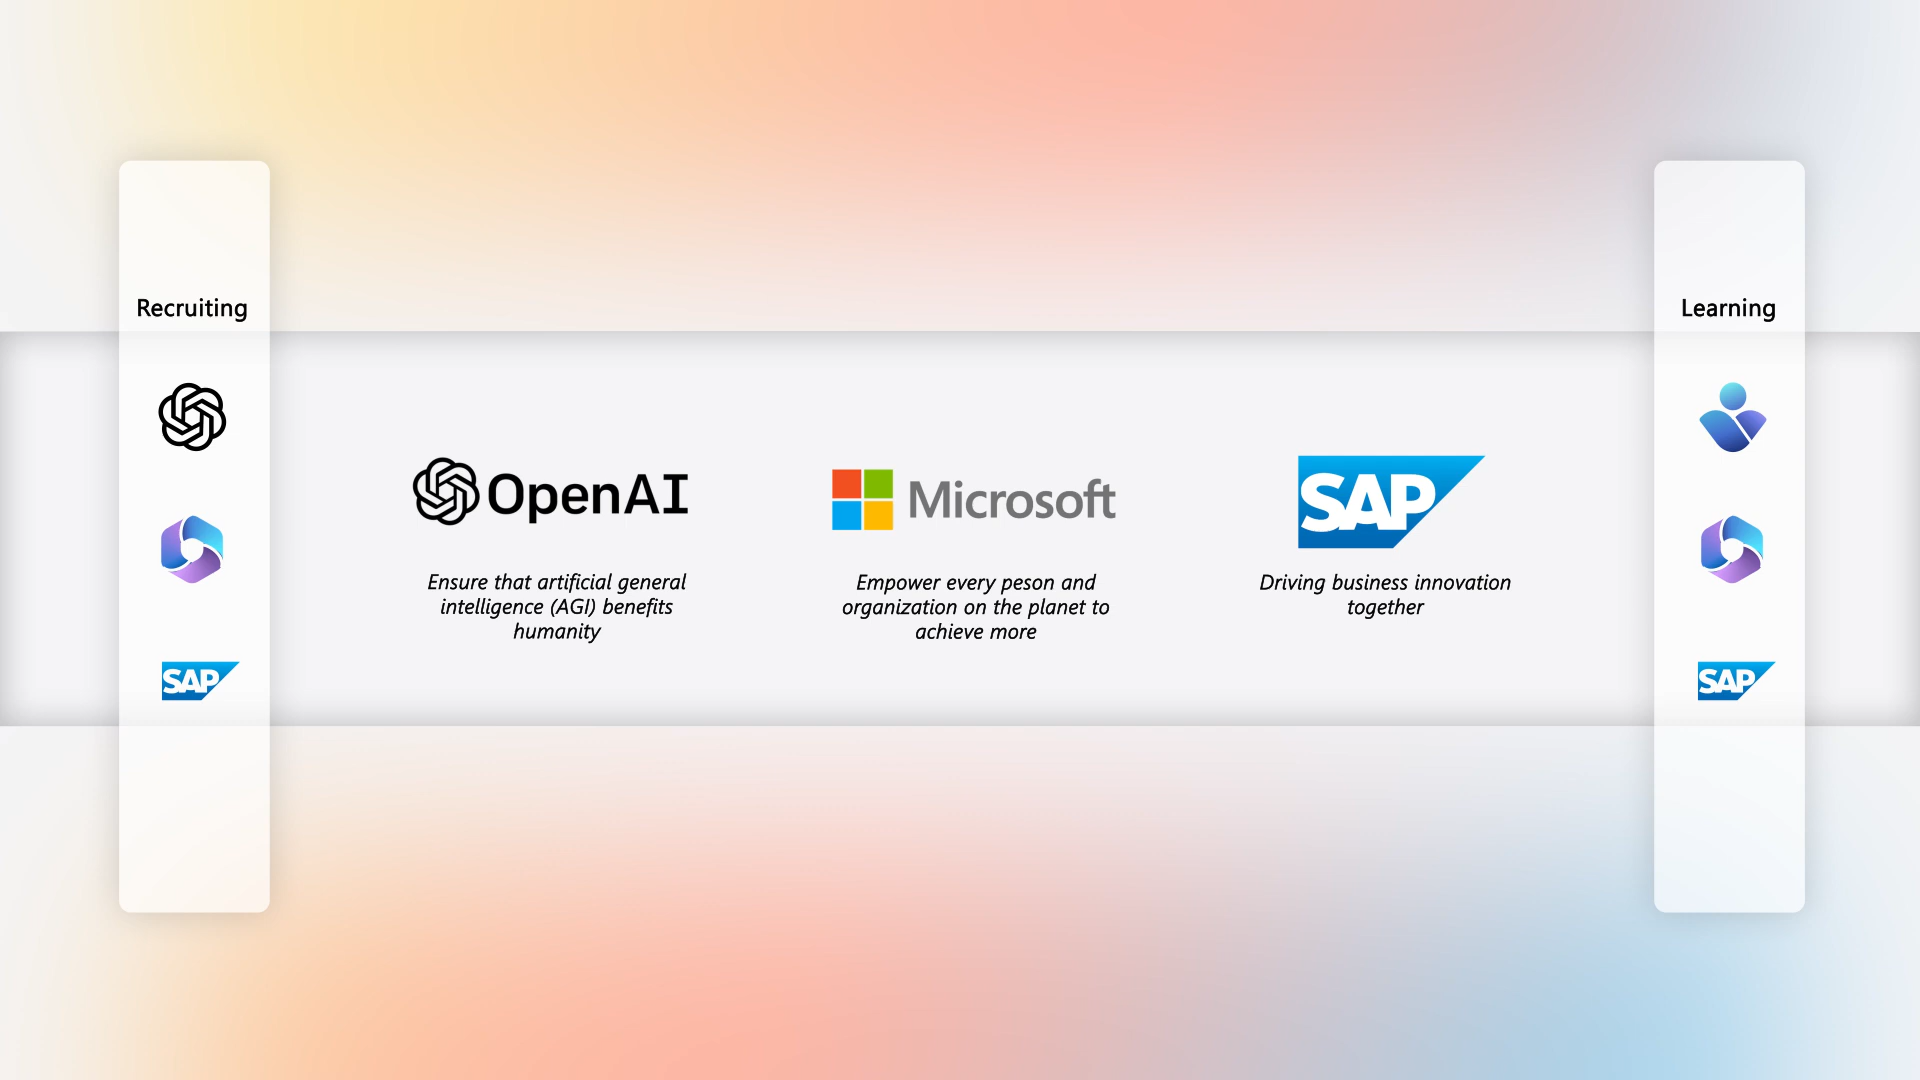 Recruiting
Learning
SAP
OpenAI
Microsoft
SAP
Ensure that artificial general
intelligence (AGI) benefits
humanity
Empower every peson and
organization on the planet to
achieve more
Driving business innovation
together
SAP